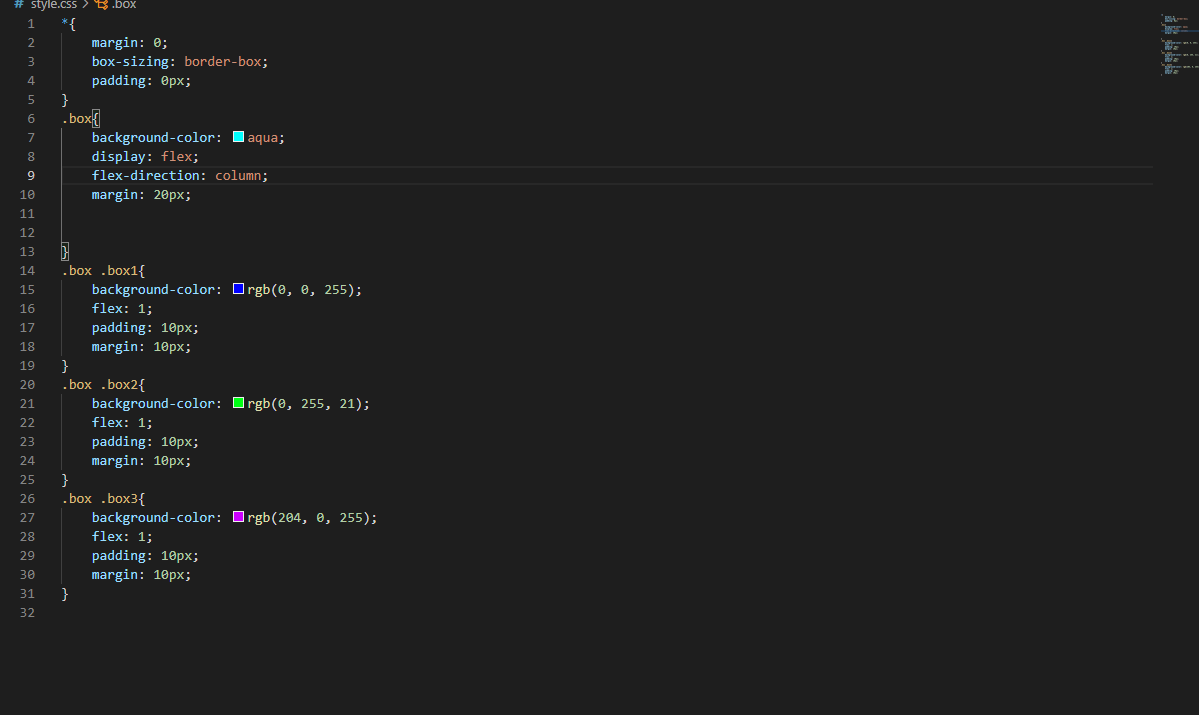 # style.css > .box
1 *{
2 margin: 0;
3 box-sizing: border-box;
4 padding: 0px;
5 }
6 .box{
7 background-color: aqua;
8 display: flex;
9 flex-direction: column;
10 margin: 20px;
11
12
13 }
14 .box .box1{
15 background-color: rgb(0, 0, 255);
16 flex: 1;
17 padding: 10px;
18 margin: 10px;
19 }
20 .box .box2{
21 background-color: rgb(0, 255, 21);
22 flex: 1;
23 padding: 10px;
24 margin: 10px;
25 }
26 .box .box3{
27 background-color: rgb(204, 0, 255);
28 flex: 1;
29 padding: 10px;
30 margin: 10px;
31 }
32